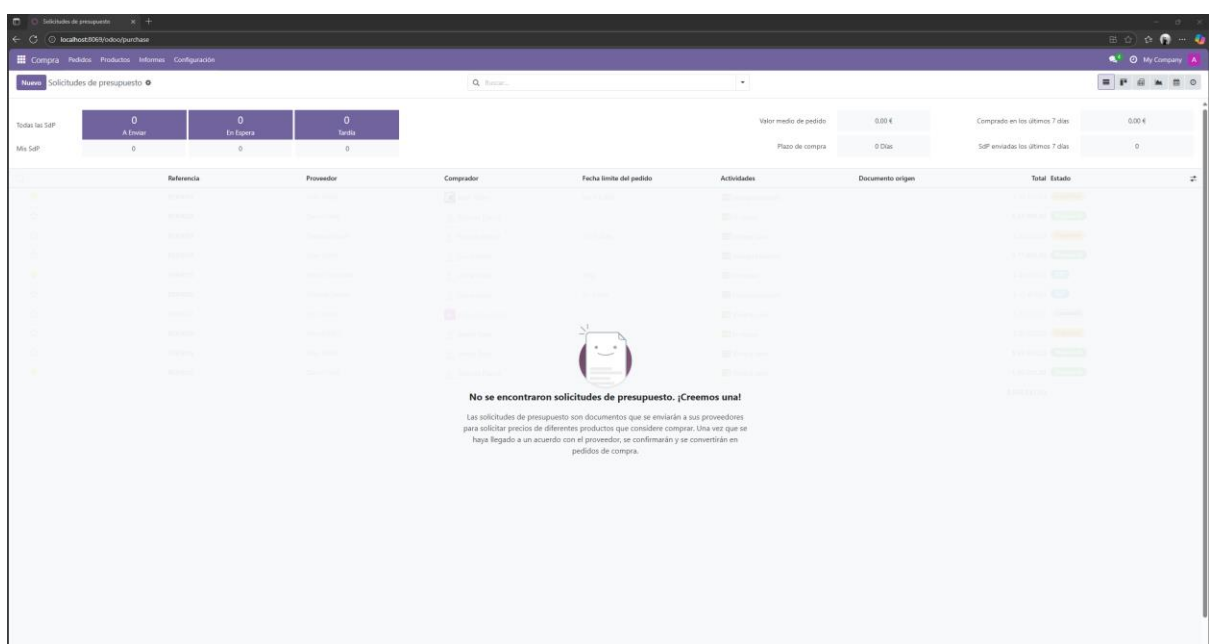 Solicitudes de presupuesto
localhost:8069/odoo/purchase
Compra Pedidos Productos Informes Configuración
My Company A
Nuevo Solicitudes de presupuesto
Buscar...
Todas las SdP
0 A Enviar
0 En Espera
0 Tardía
Valor medio de pedido 0,00 €
Comprado en los últimos 7 días 0,00 €
Mis SdP 0 0 0
Plazo de compra 0 Días
SdP enviadas los últimos 7 días 0
Referencia Proveedor Comprador Fecha límite del pedido Actividades Documento origen Total Estado
No se encontraron solicitudes de presupuesto. ¡Creemos una!
Las solicitudes de presupuesto son documentos que se enviarán a sus proveedores
para solicitar precios de diferentes productos que considere comprar. Una vez que se
haya llegado a un acuerdo con el proveedor, se confirmarán y se convertirán en
pedidos de compra.